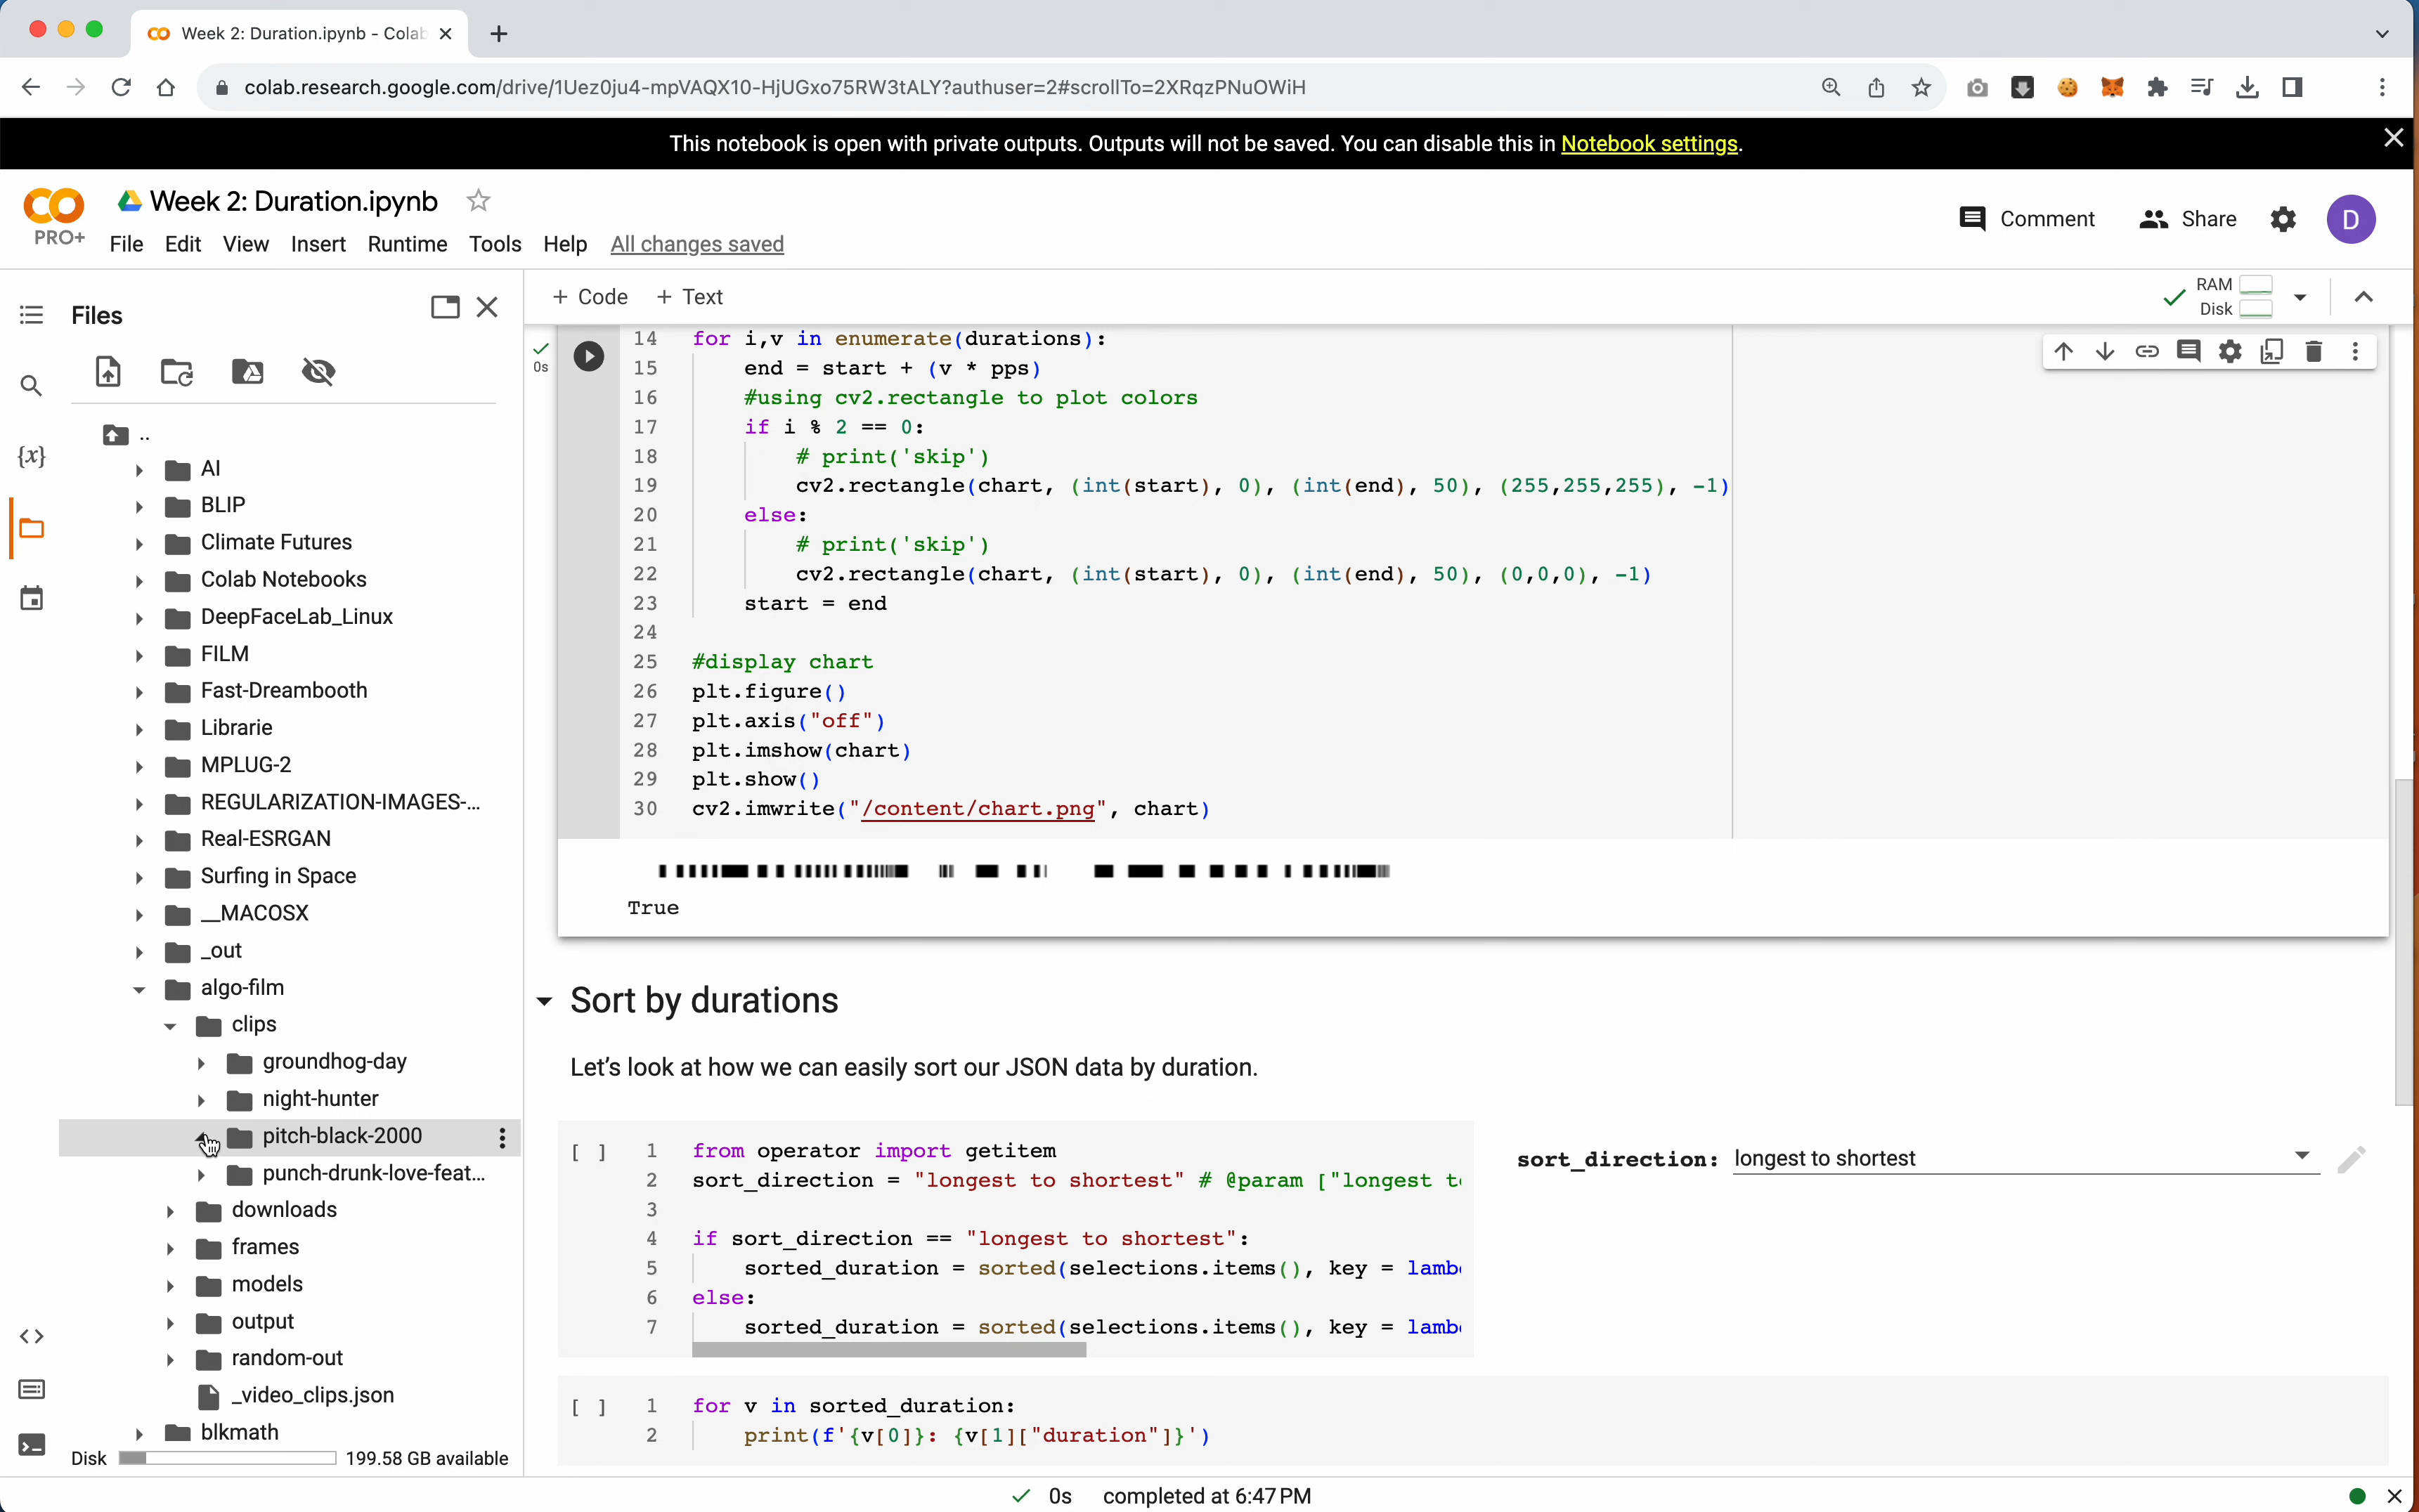 Week 2: Duration.ipynb - Colab
colab.research.google.com/drive/1Uez0ju4-mpVAQX10-HjUGxo75RW3tALY?authuser=2#scrollTo=2XRqzPNuOWiH
This notebook is open with private outputs. Outputs will not be saved. You can disable this in Notebook settings.
Week 2: Duration.ipynb
PRO+
File Edit View Insert Runtime Tools Help All changes saved
Comment Share D
Files
+ Code + Text
RAM
Disk
..
AI
BLIP
Climate Futures
Colab Notebooks
DeepFaceLab_Linux
FILM
Fast-Dreambooth
Librarie
MPLUG-2
REGULARIZATION-IMAGES-...
Real-ESRGAN
Surfing in Space
__MACOSX
_out
algo-film
clips
groundhog-day
night-hunter
pitch-black-2000
punch-drunk-love-feat...
downloads
frames
models
output
random-out
_video_clips.json
blkmath
Disk 199.58 GB available
0s
14 for i,v in enumerate(durations):
15 end = start + (v * pps)
16 #using cv2.rectangle to plot colors
17 if i % 2 == 0:
18 # print('skip')
19 cv2.rectangle(chart, (int(start), 0), (int(end), 50), (255,255,255), -1)
20 else:
21 # print('skip')
22 cv2.rectangle(chart, (int(start), 0), (int(end), 50), (0,0,0), -1)
23 start = end
24
25 #display chart
26 plt.figure()
27 plt.axis("off")
28 plt.imshow(chart)
29 plt.show()
30 cv2.imwrite("/content/chart.png", chart)
True
Sort by durations
Let's look at how we can easily sort our JSON data by duration.
[ ] 1 from operator import getitem
2 sort_direction = "longest to shortest" # @param ["longest t
3
4 if sort_direction == "longest to shortest":
5 sorted_duration = sorted(selections.items(), key = lamb
6 else:
7 sorted_duration = sorted(selections.items(), key = lamb
sort_direction: longest to shortest
[ ] 1 for v in sorted_duration:
2 print(f'{v[0]}: {v[1]["duration"]}')
0s completed at 6:47 PM